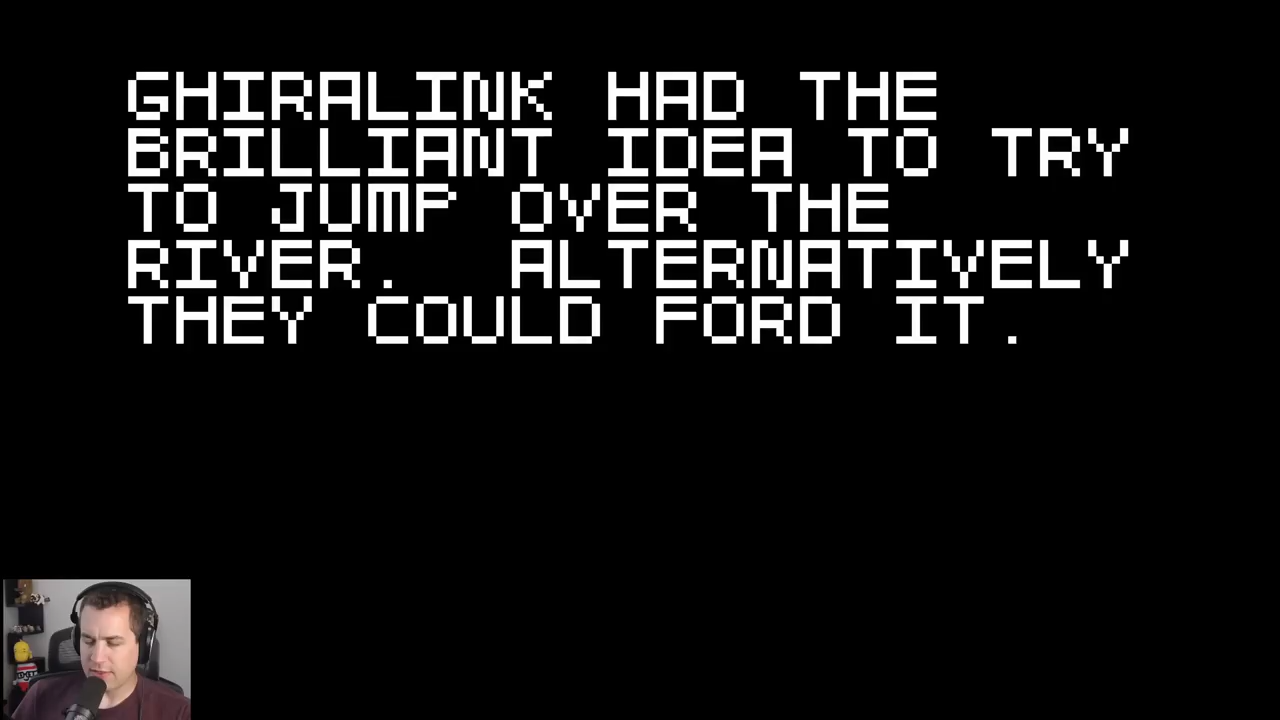 GHIRALINK HAD THE
BRILLIANT IDEA TO TRY
TO JUMP OVER THE
RIVER.  ALTERNATIVELY
THEY COULD FORD IT.